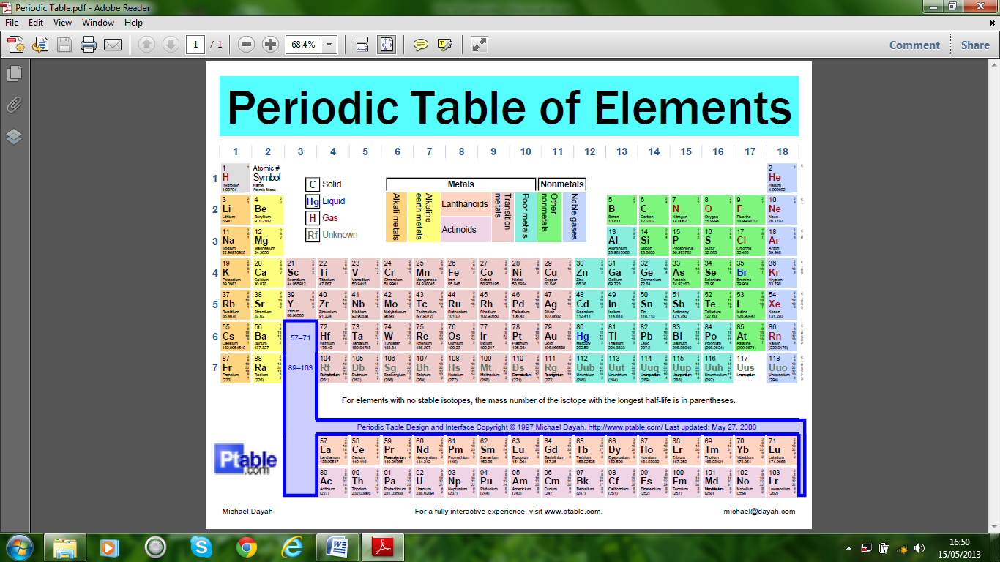 Periodic Table.pdf - Adobe Reader
File Edit View Window Help
1 / 1 68.4% Comment Share
Periodic Table of Elements
1 2 3 4 5 6 7 8 9 10 11 12 13 14 15 16 17 18
1
1 H Hydrogen 1.00794
Atomic # Symbol Name Atomic Mass
C Solid
Hg Liquid
H Gas
Rf Unknown
Metals
Nonmetals
Alkali metals
Alkaline earth metals
Lanthanoids
Actinoids
Transition metals
Poor metals
Other nonmetals
Noble gases
2 He Helium 4.002602
2
3 Li Lithium 6.941
4 Be Beryllium 9.012182
5 B Boron 10.811
6 C Carbon 12.0107
7 N Nitrogen 14.0067
8 O Oxygen 15.9994
9 F Fluorine 18.9984032
10 Ne Neon 20.1797
3
11 Na Sodium 22.98976928
12 Mg Magnesium 24.3050
13 Al Aluminium 26.9815386
14 Si Silicon 28.0855
15 P Phosphorus 30.973762
16 S Sulfur 32.065
17 Cl Chlorine 35.453
18 Ar Argon 39.948
4
19 K Potassium 39.0983
20 Ca Calcium 40.078
21 Sc Scandium 44.955912
22 Ti Titanium 47.867
23 V Vanadium 50.9415
24 Cr Chromium 51.9961
25 Mn Manganese 54.938045
26 Fe Iron 55.845
27 Co Cobalt 58.933195
28 Ni Nickel 58.6934
29 Cu Copper 63.546
30 Zn Zinc 65.38
31 Ga Gallium 69.723
32 Ge Germanium 72.64
33 As Arsenic 74.92160
34 Se Selenium 78.96
35 Br Bromine 79.904
36 Kr Krypton 83.798
5
37 Rb Rubidium 85.4678
38 Sr Strontium 87.62
39 Y Yttrium 88.90585
40 Zr Zirconium 91.224
41 Nb Niobium 92.90638
42 Mo Molybdenum 95.96
43 Tc Technetium (97.9072)
44 Ru Ruthenium 101.07
45 Rh Rhodium 102.90550
46 Pd Palladium 106.42
47 Ag Silver 107.8682
48 Cd Cadmium 112.411
49 In Indium 114.818
50 Sn Tin 118.710
51 Sb Antimony 121.760
52 Te Tellurium 127.60
53 I Iodine 126.90447
54 Xe Xenon 131.293
6
55 Cs Caesium 132.9054519
56 Ba Barium 137.327
57–71
72 Hf Hafnium 178.49
73 Ta Tantalum 180.94788
74 W Tungsten 183.84
75 Re Rhenium 186.207
76 Os Osmium 190.23
77 Ir Iridium 192.217
78 Pt Platinum 195.084
79 Au Gold 196.966569
80 Hg Mercury 200.59
81 Tl Thallium 204.3833
82 Pb Lead 207.2
83 Bi Bismuth 208.98040
84 Po Polonium (208.9824)
85 At Astatine (209.9871)
86 Rn Radon (222.0176)
7
87 Fr Francium (223)
88 Ra Radium (226)
89–103
104 Rf Rutherfordium (261)
105 Db Dubnium (262)
106 Sg Seaborgium (266)
107 Bh Bohrium (264)
108 Hs Hassium (277)
109 Mt Meitnerium (268)
110 Ds Darmstadtium (271)
111 Rg Roentgenium (272)
112 Uub Ununbium (285)
113 Uut Ununtrium (284)
114 Uuq Ununquadium (289)
115 Uup Ununpentium (288)
116 Uuh Ununhexium (292)
117 Uus Ununseptium
118 Uuo Ununoctium (294)
For elements with no stable isotopes, the mass number of the isotope with the longest half-life is in parentheses.
Periodic Table Design and Interface Copyright © 1997 Michael Dayah. http://www.ptable.com/ Last updated: May 27, 2008
57 La Lanthanum 138.90547
58 Ce Cerium 140.116
59 Pr Praseodymium 140.90765
60 Nd Neodymium 144.242
61 Pm Promethium (145)
62 Sm Samarium 150.36
63 Eu Europium 151.964
64 Gd Gadolinium 157.25
65 Tb Terbium 158.92535
66 Dy Dysprosium 162.500
67 Ho Holmium 164.93032
68 Er Erbium 167.259
69 Tm Thulium 168.93421
70 Yb Ytterbium 173.054
71 Lu Lutetium 174.9668
89 Ac Actinium (227)
90 Th Thorium 232.03806
91 Pa Protactinium 231.03588
92 U Uranium 238.02891
93 Np Neptunium (237)
94 Pu Plutonium (244)
95 Am Americium (243)
96 Cm Curium (247)
97 Bk Berkelium (247)
98 Cf Californium (251)
99 Es Einsteinium (252)
100 Fm Fermium (257)
101 Md Mendelevium (258)
102 No Nobelium (259)
103 Lr Lawrencium (262)
Ptable
.com
Michael Dayah For a fully interactive experience, visit www.ptable.com. michael@dayah.com
16:50
15/05/2013